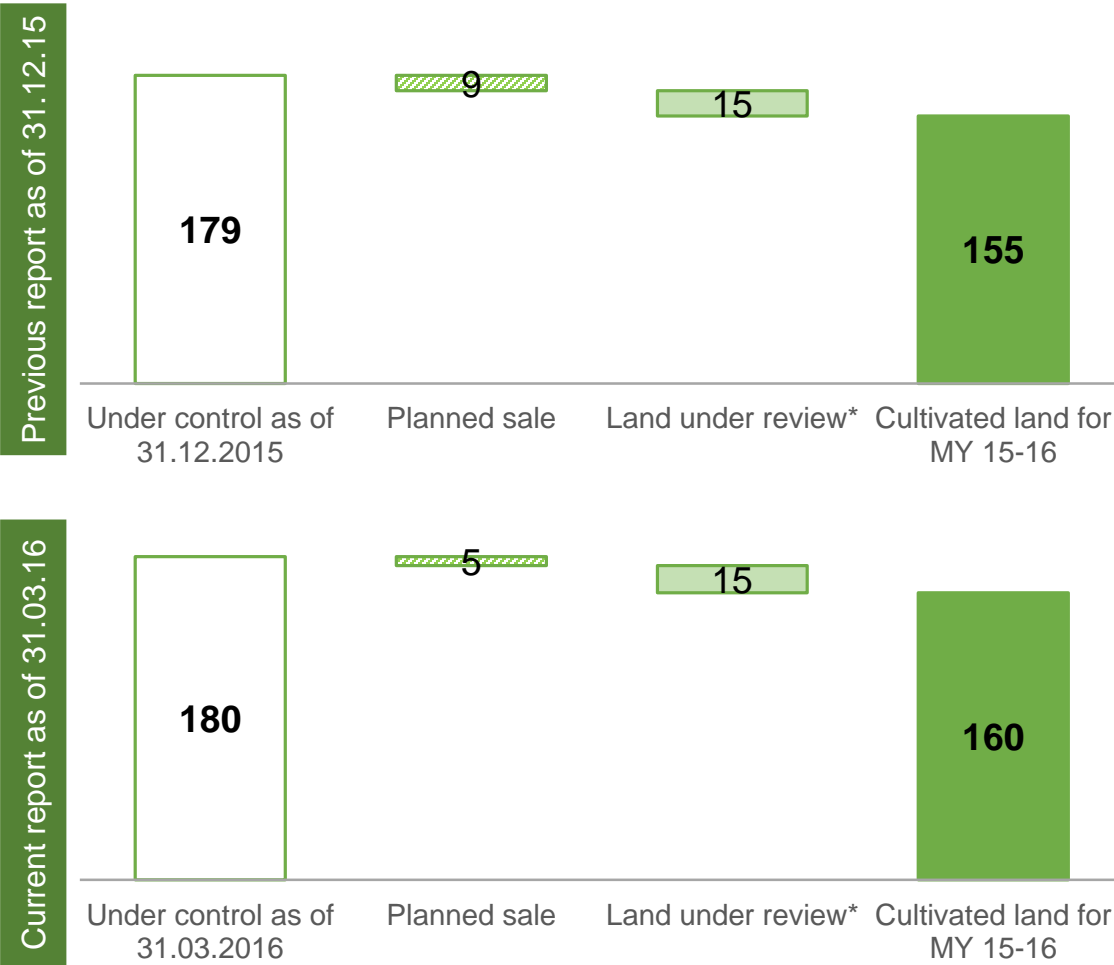 Previous report as of 31.12.15
9
15
179
155
Under control as of
31.12.2015
Planned sale
Land under review*
Cultivated land for
MY 15-16
Current report as of 31.03.16
5
15
180
160
Under control as of
31.03.2016
Planned sale
Land under review*
Cultivated land for
MY 15-16